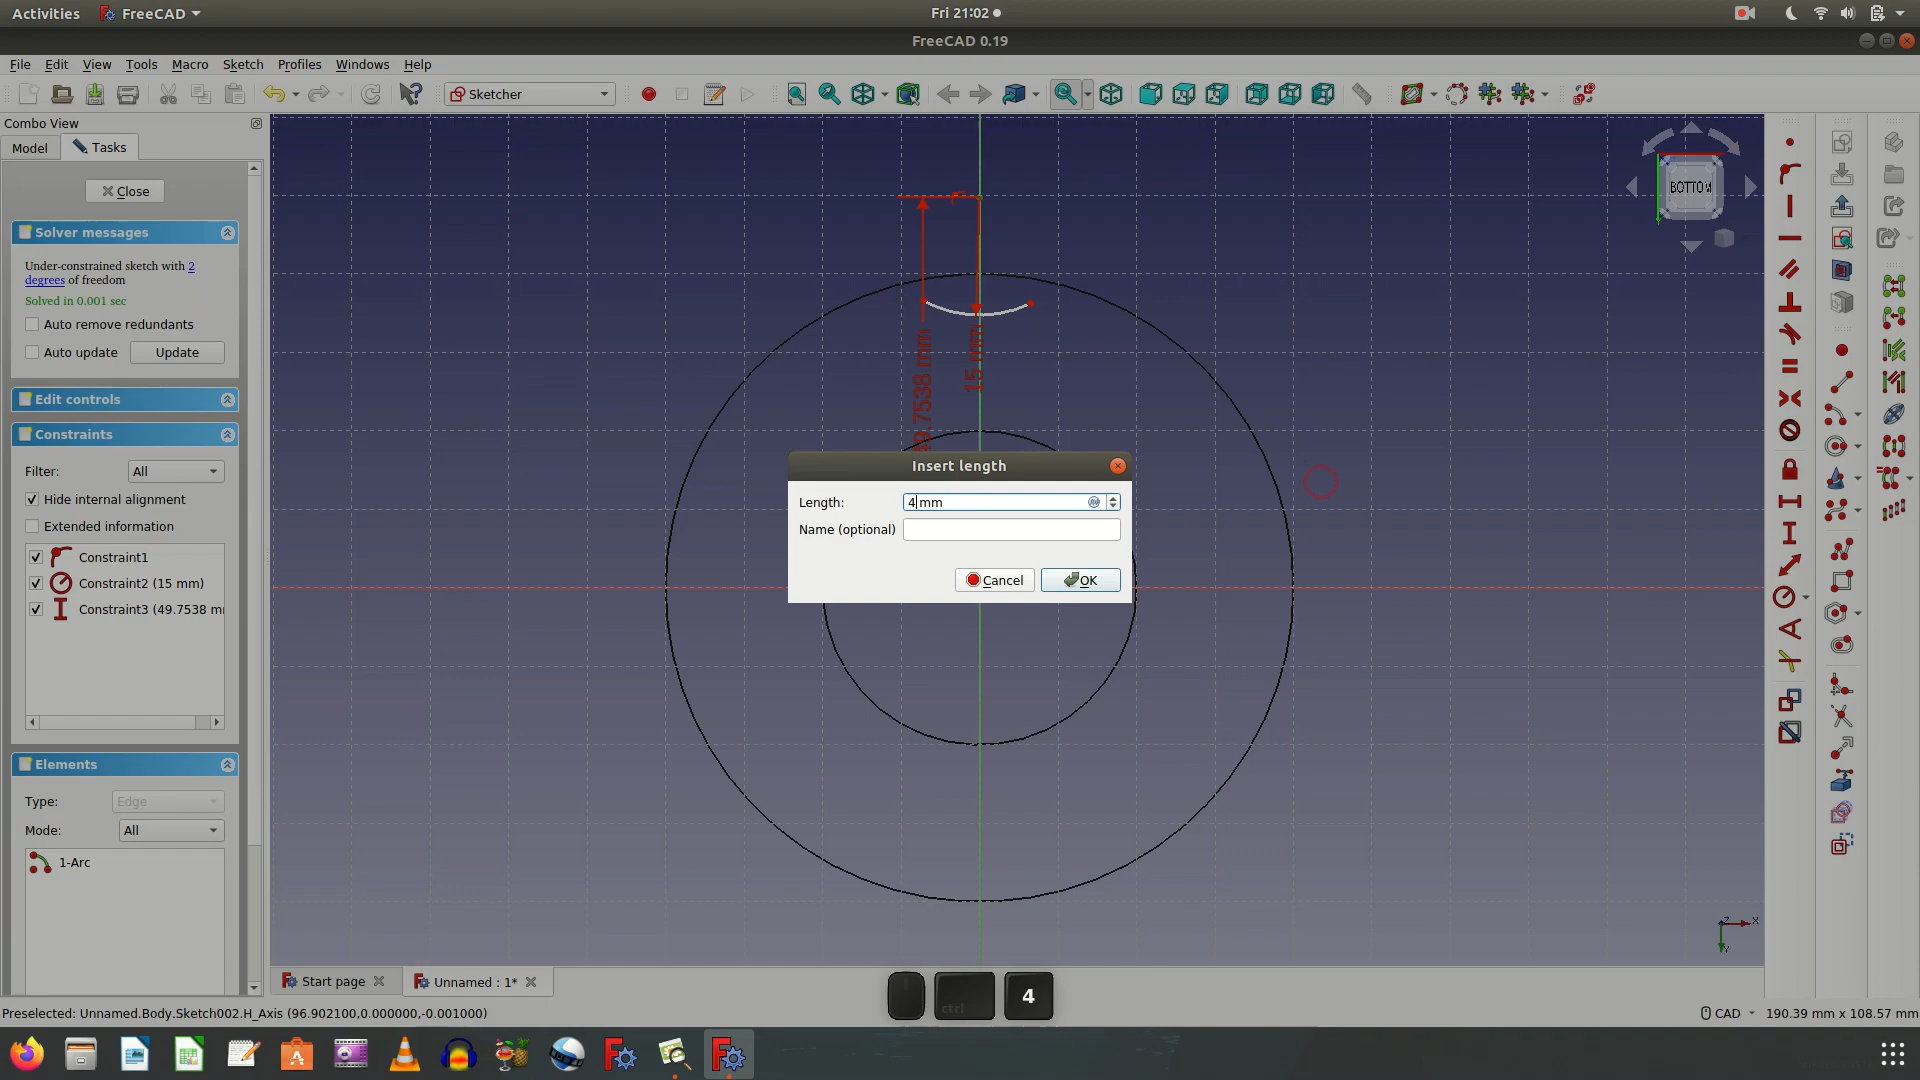 Activities
FreeCAD
Fri 21:02
FreeCAD 0.19
File Edit View Tools Macro Sketch Profiles Windows Help
Sketcher
Combo View
Model
Tasks
Close
Solver messages
Under-constrained sketch with 2
degrees of freedom
Solved in 0.001 sec
Auto remove redundants
Auto update
Update
Edit controls
Constraints
Filter:
All
Hide internal alignment
Extended information
Constraint1
Constraint2 (15 mm)
Constraint3 (49.7538 m
Elements
Type:
Edge
Mode:
All
1-Arc
49.7538 mm
15 mm
BOTTOM
Insert length
Length:
4 mm
Name (optional)
Cancel
OK
Z
X
Y
Start page
Unnamed : 1*
ctrl
4
Preselected: Unnamed.Body.Sketch002.H_Axis (96.902100,0.000000,-0.001000)
CAD
190.39 mm x 108.57 mm